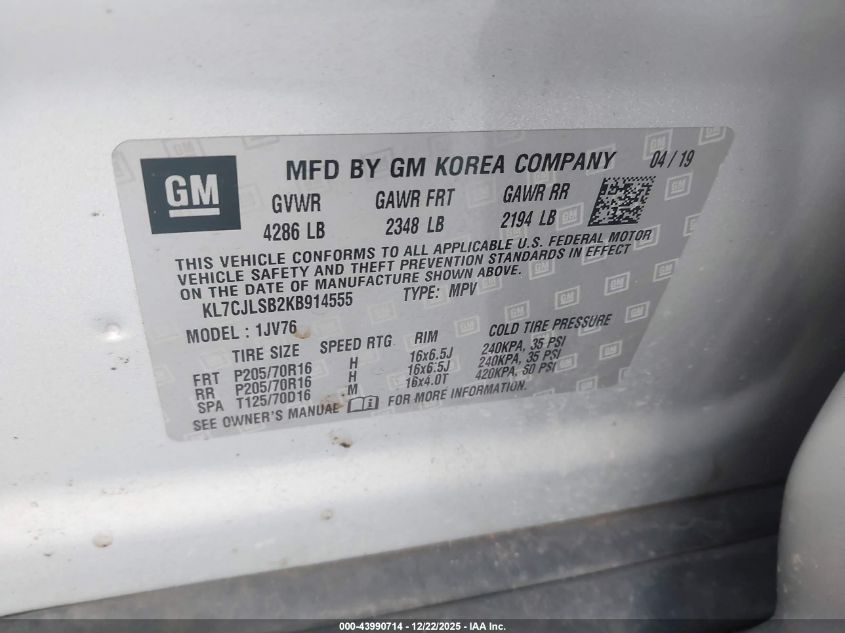 GM
MFD BY GM KOREA COMPANY 04/19
GVWR GAWR FRT GAWR RR
4286 LB 2348 LB 2194 LB
THIS VEHICLE CONFORMS TO ALL APPLICABLE U.S. FEDERAL MOTOR
VEHICLE SAFETY AND THEFT PREVENTION STANDARDS IN EFFECT
ON THE DATE OF MANUFACTURE SHOWN ABOVE.
KL7CJLSB2KB914555 TYPE: MPV
MODEL: 1JV76
TIRE SIZE SPEED RTG. RIM COLD TIRE PRESSURE
FRT P205/70R16 H 16x6.5J 240KPA, 35 PSI
RR P205/70R16 H 16x6.5J 240KPA, 35 PSI
SPA T125/70D16 M 16x4.0T 420KPA, 60 PSI
SEE OWNER'S MANUAL FOR MORE INFORMATION.
000-43990714 - 12/22/2025 - IAA Inc.